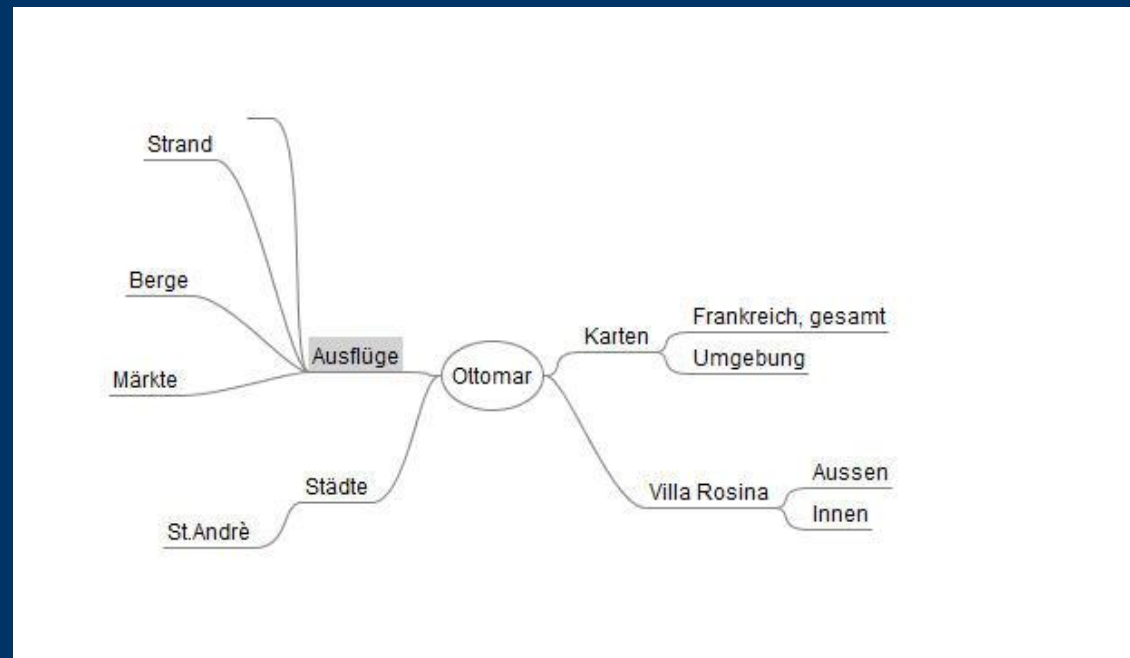 Strand
Berge
Märkte
Ausflüge
Städte
St.Andrè
Ottomar
Karten
Frankreich, gesamt
Umgebung
Villa Rosina
Aussen
Innen